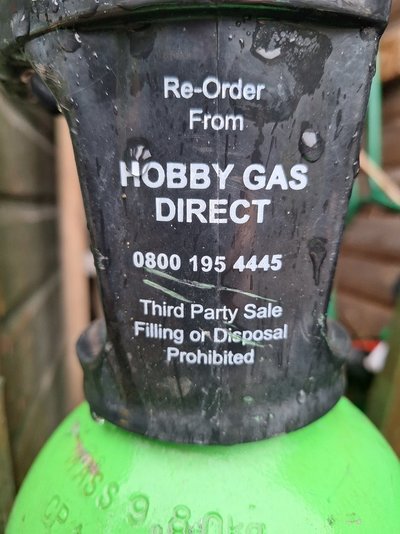 Re-Order
From
HOBBY GAS
DIRECT
0800 195 4445
Third Party Sale
Filling or Disposal
Prohibited